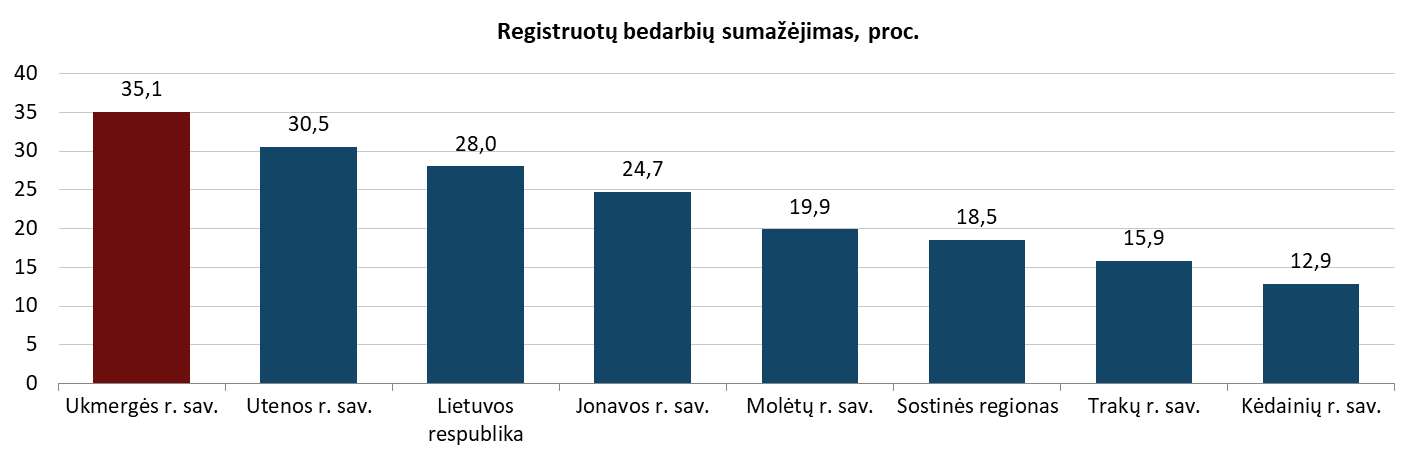 Registruotų bedarbių sumažėjimas, proc.
40
35
30
25
20
15
10
5
0
35,1
30,5
28,0
24,7
19,9
18,5
15,9
12,9
Ukmergės r. sav.
Utenos r. sav.
Lietuvos
respublika
Jonavos r. sav.
Molėtų r. sav.
Sostinės regionas
Trakų r. sav.
Kėdainių r. sav.